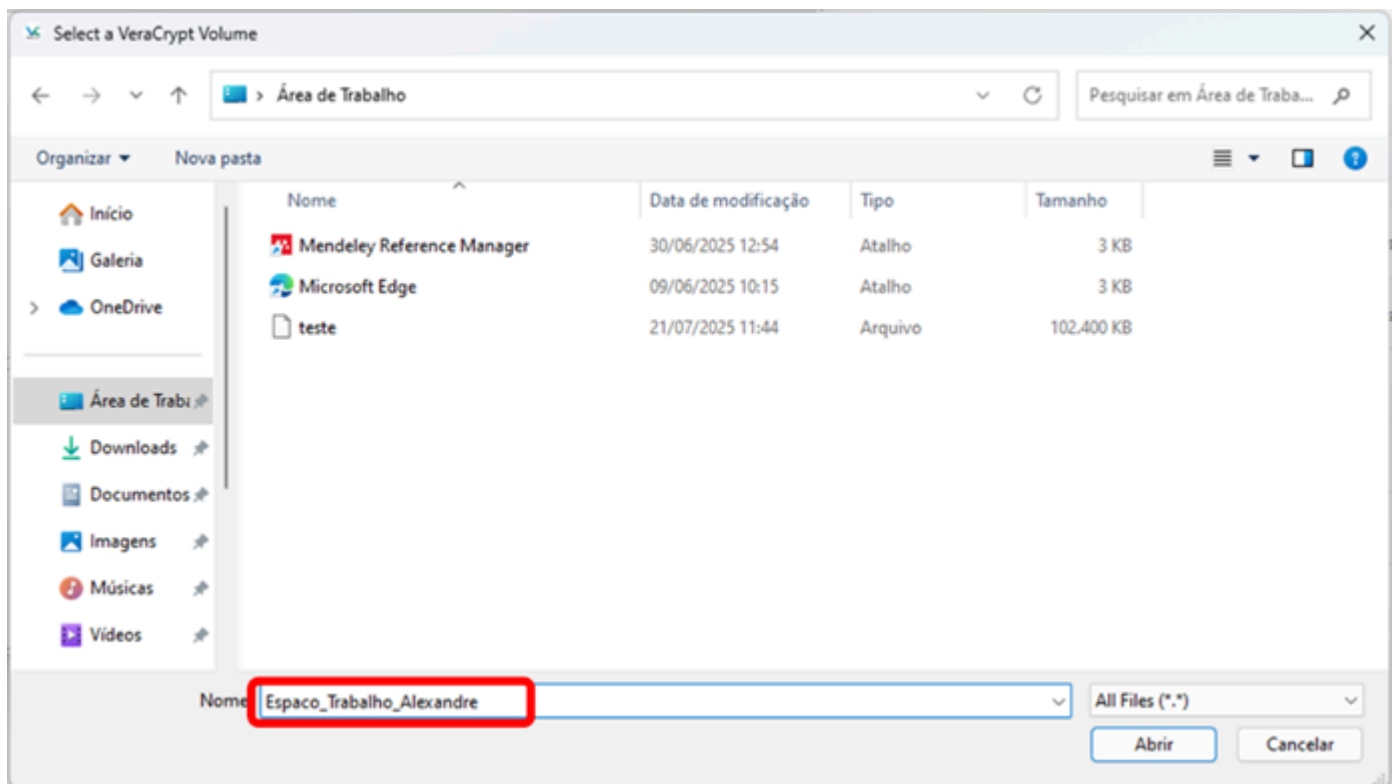 Select a VeraCrypt Volume
Área de Trabalho
Pesquisar em Área de Traba...
Organizar
Nova pasta
Início
Galeria
OneDrive
Área de Traba
Downloads
Documentos
Imagens
Músicas
Vídeos
Nome Data de modificação Tipo Tamanho
Mendeley Reference Manager 30/06/2025 12:54 Atalho 3 KB
Microsoft Edge 09/06/2025 10:15 Atalho 3 KB
teste 21/07/2025 11:44 Arquivo 102.400 KB
Nome Espaco_Trabalho_Alexandre All Files (*.*)
Abrir Cancelar